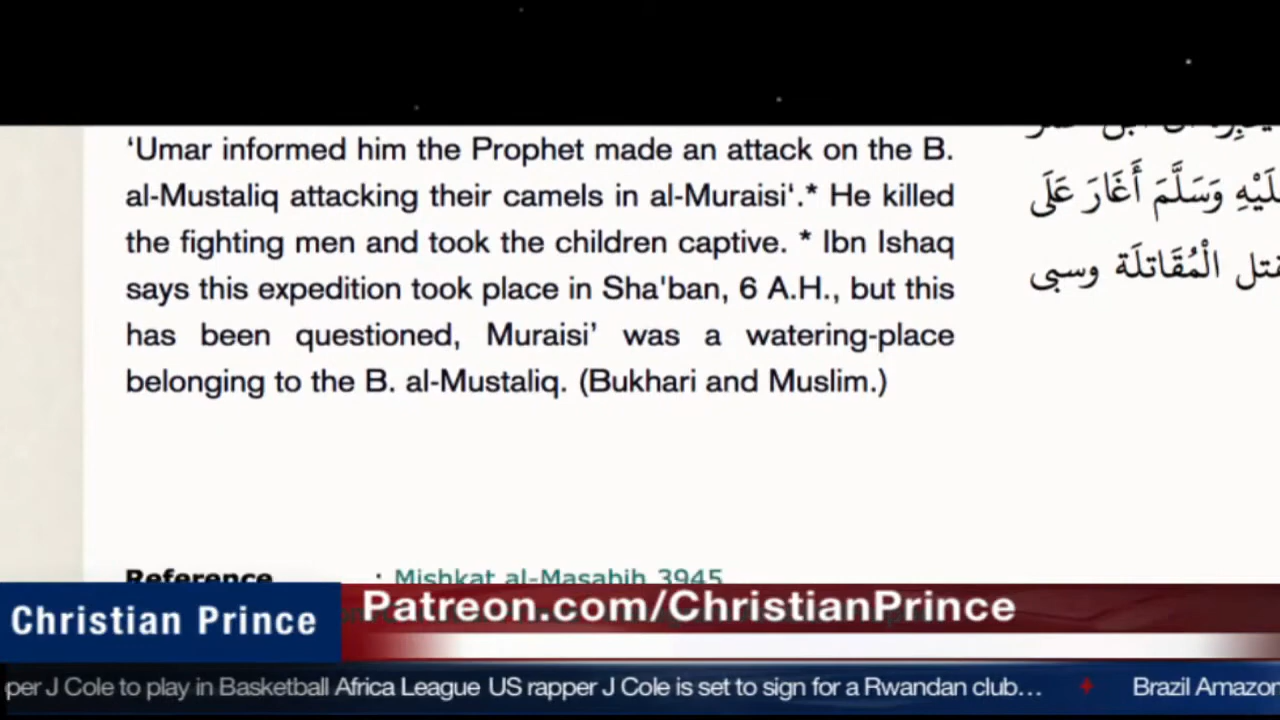 ‘Umar informed him the Prophet made an attack on the B.
al-Mustaliq attacking their camels in al-Muraisi‘.* He killed
the fighting men and took the children captive. * Ibn Ishaq
says this expedition took place in Sha'ban, 6 A.H., but this
has been questioned, Muraisi’ was a watering-place
belonging to the B. al-Mustaliq. (Bukhari and Muslim.)
وَسَلَّمَ أَغَارَ عَلَى
الْمُقَاتلَة وسبى
Reference : Mishkat al-Masabih 3945
Christian Prince
Patreon.com/ChristianPrince
per J Cole to play in Basketball Africa League US rapper J Cole is set to sign for a Rwandan club… Brazil Amazon